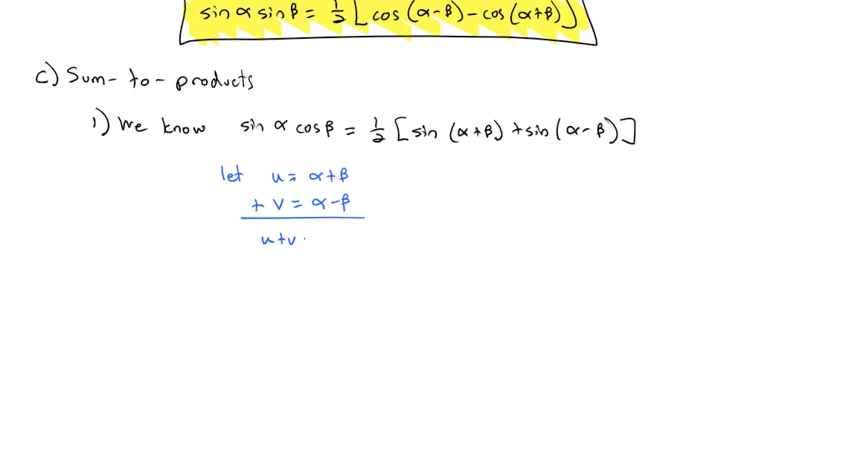 sin α sin β = 1/2 [ cos (α-β) - cos (α+β) ]
c) Sum-to-products
1) We know sin α cos β = 1/2 [ sin (α+β) + sin (α-β) ]
let u = α+β
+ v = α-β
u+v